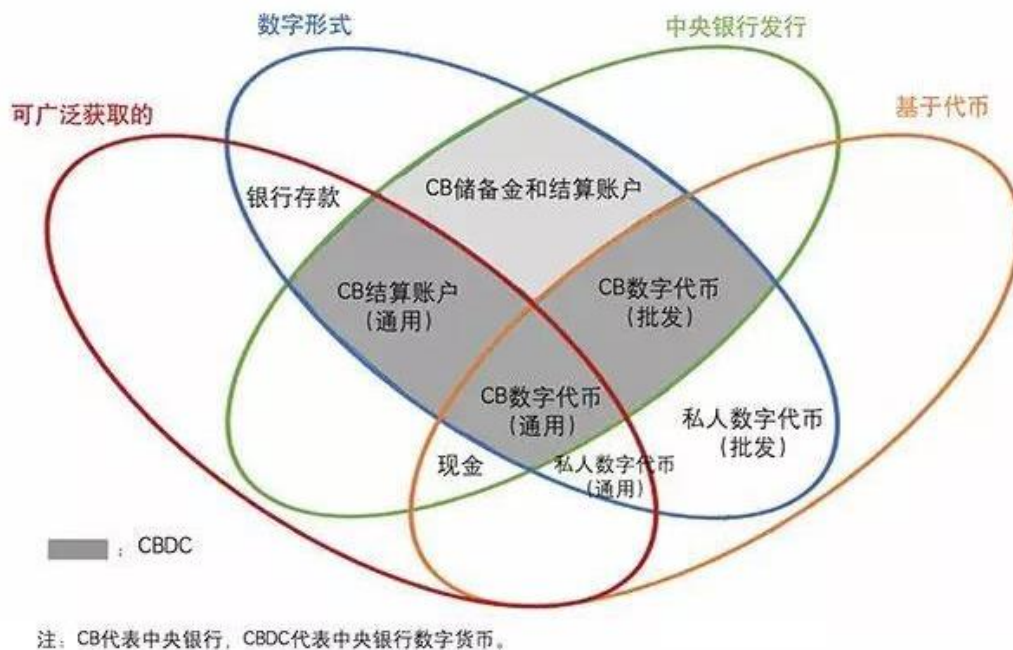 数字形式
中央银行发行
可广泛获取的
基于代币
银行存款
CB储备金和结算账户
CB结算账户
(通用)
CB数字代币
(批发)
CB数字代币
(通用)
私人数字代币
(批发)
现金
私人数字代币
(通用)
：CBDC
注：CB代表中央银行，CBDC代表中央银行数字货币。